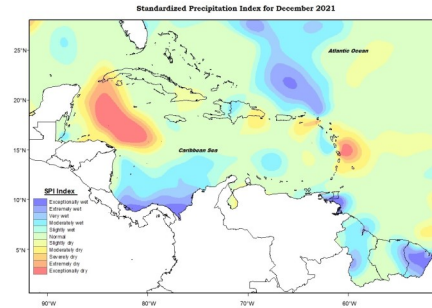 Standardized Precipitation Index for December 2021
25°N
Atlantic Ocean
20°N
15°N
Caribbean Sea
SPI Index
Exceptionally wet
Extremely wet
Very wet
Moderately wet
Slightly wet
Normal
Slightly dry
Moderately dry
Severely dry
Extremely dry
Exceptionally dry
10°N
5°N
90°W
80°W
70°W
60°W